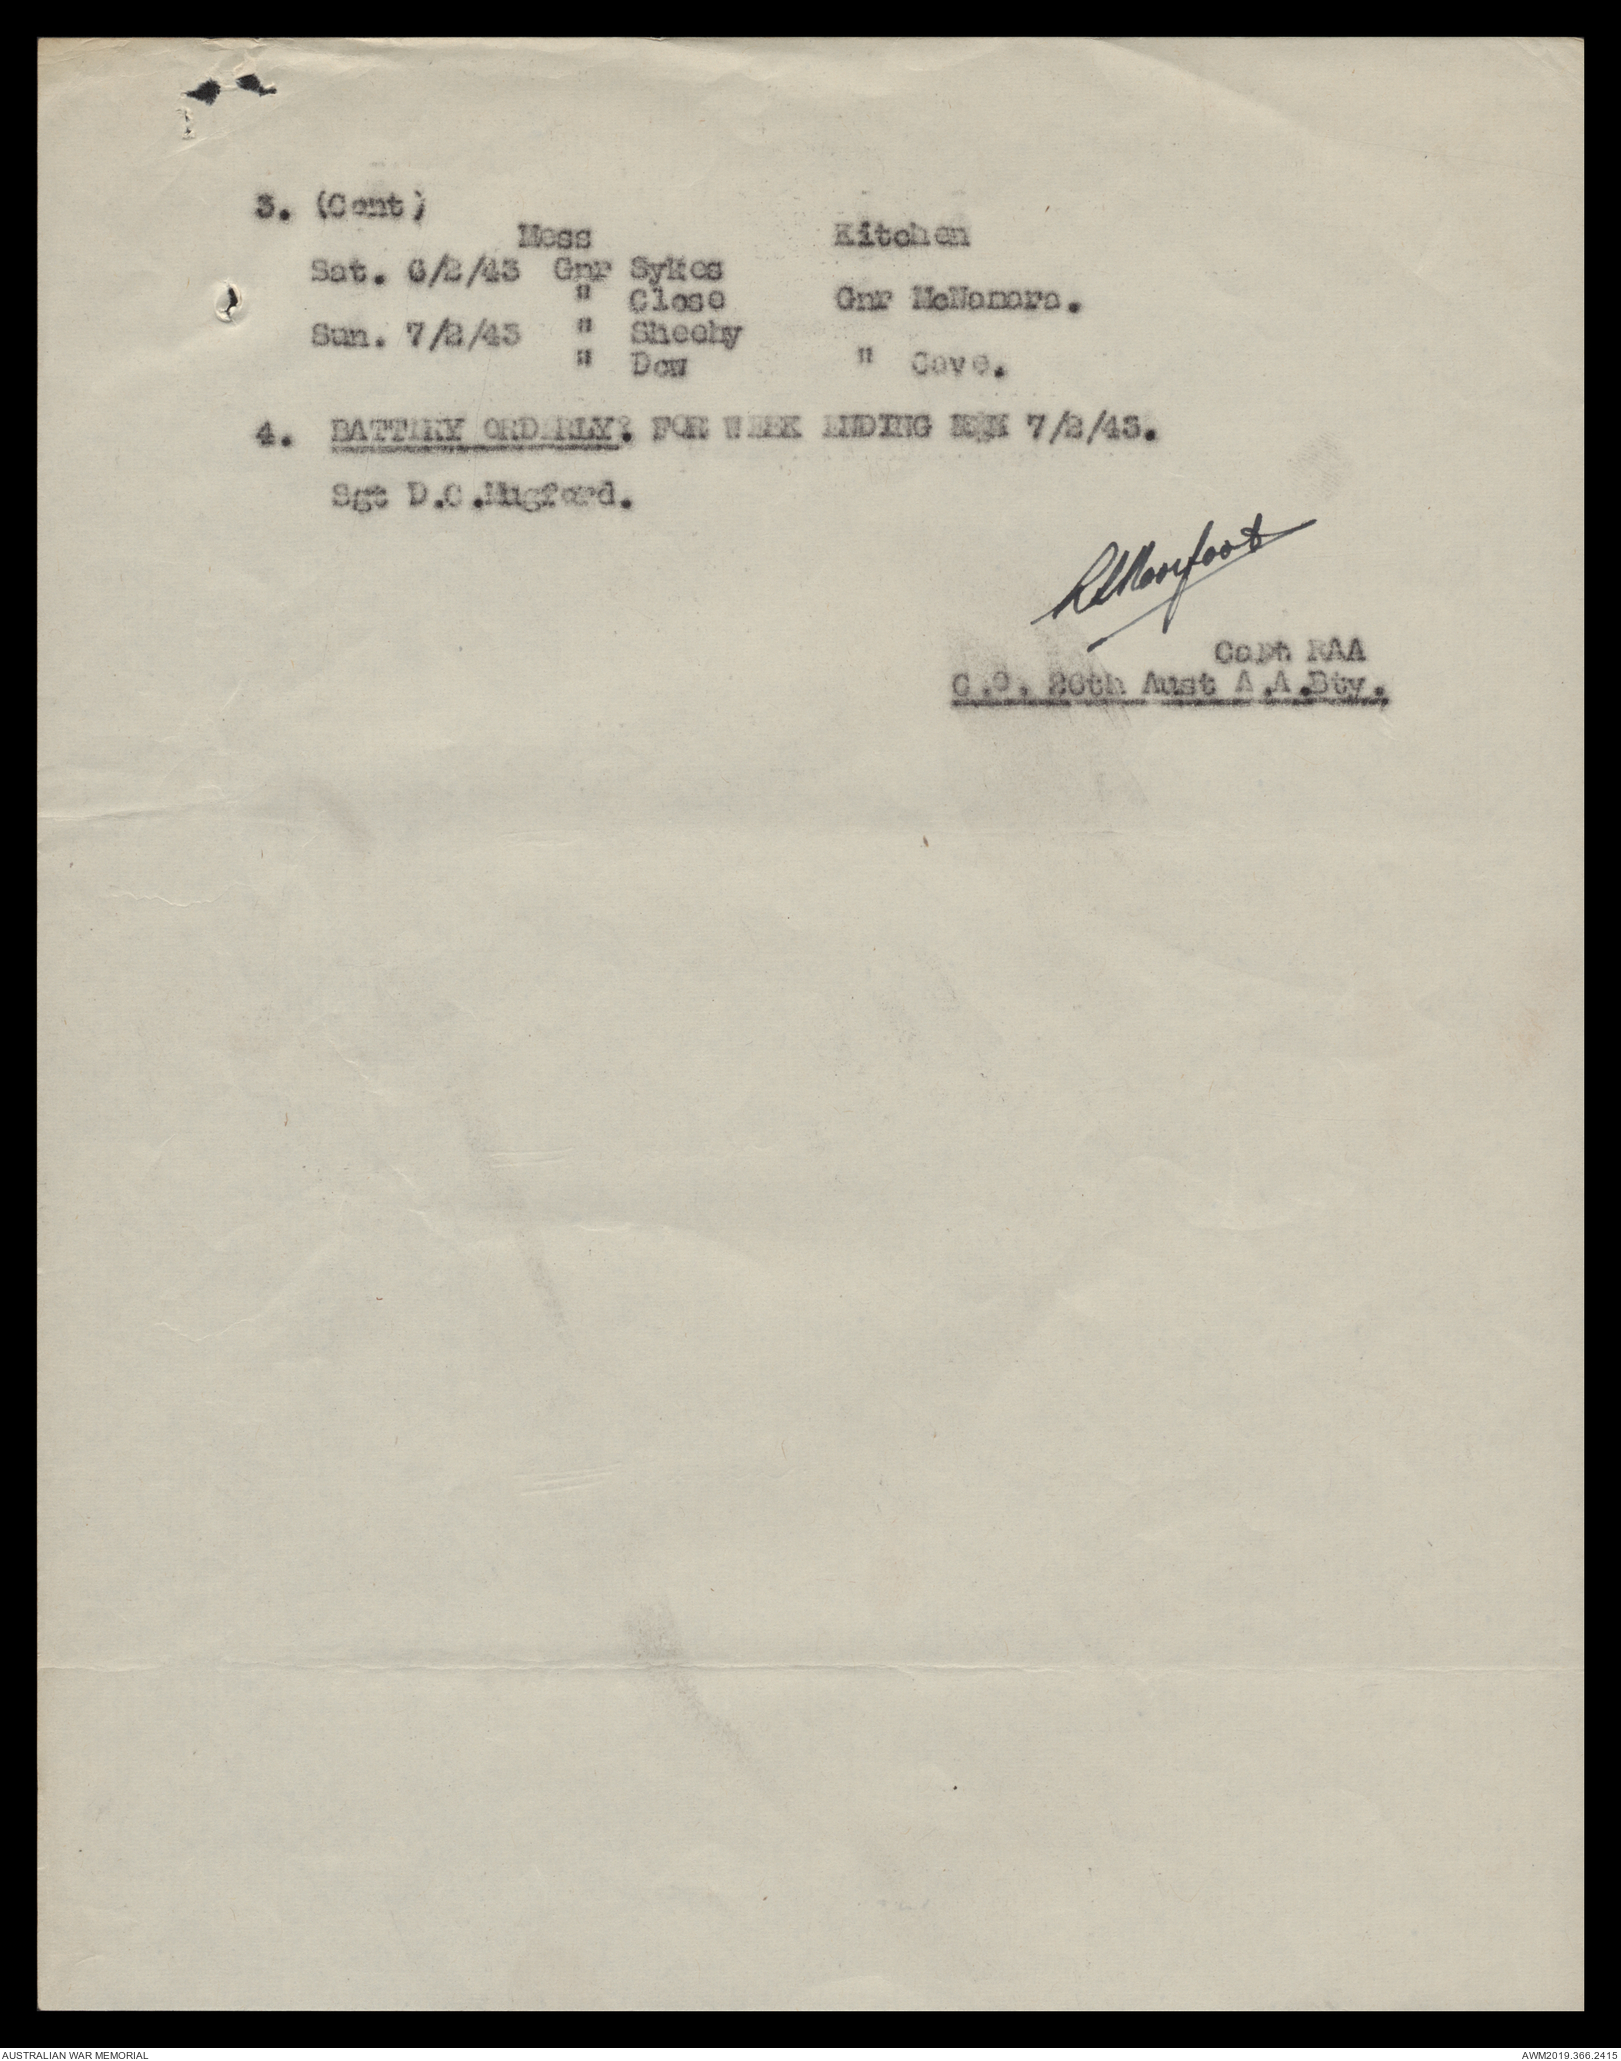 3. (Cont)
Mess Kitchen
Sat. 6/2/43 Gnr Sykes
" Close Gnr McNamara.
Sun. 7/2/43 " Sheehy
" Dow " Cave.
4. BATTERY ORDERLY. FOR WEEK ENDING 7/2/43.
Sgt D.C.Mugford.
Capt RAA
C.O. 26th Aust A.A.Bty.
AUSTRALIAN WAR MEMORIAL
AWM2019.366.2415